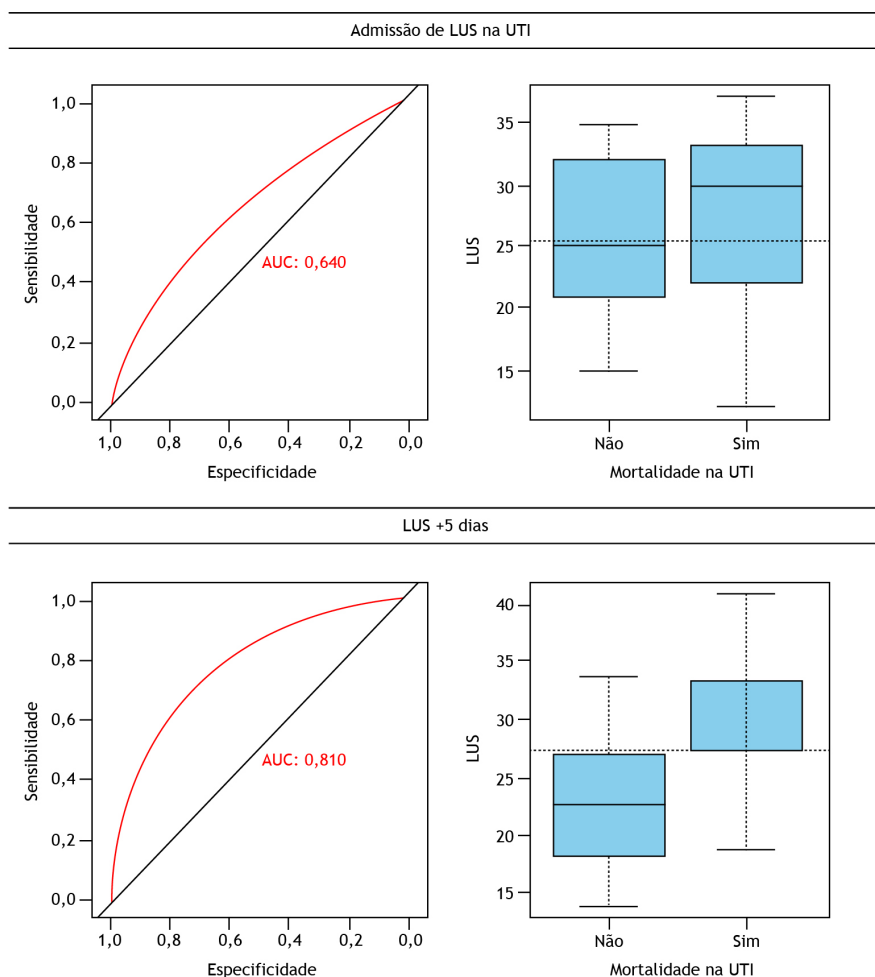 Admissão de LUS na UTI
Sensibilidade
1,0
0,8
0,6
0,4
0,2
0,0
AUC: 0,640
1,0 0,8 0,6 0,4 0,2 0,0
Especificidade
LUS
35
30
25
20
15
Não Sim
Mortalidade na UTI
LUS +5 dias
Sensibilidade
1,0
0,8
0,6
0,4
0,2
0,0
AUC: 0,810
1,0 0,8 0,6 0,4 0,2 0,0
Especificidade
LUS
40
35
30
25
20
15
Não Sim
Mortalidade na UTI